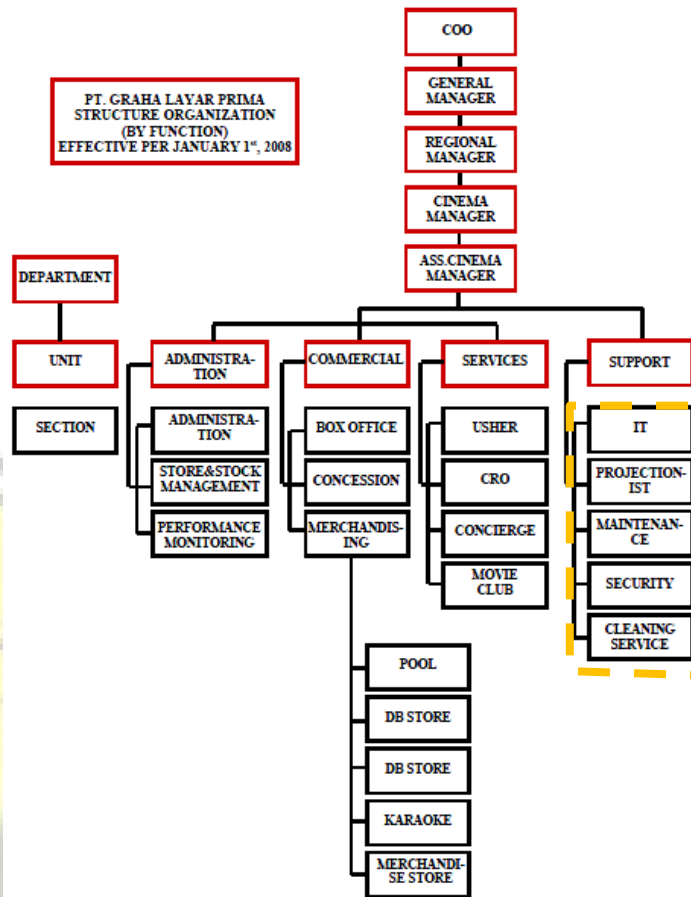 COO
PT. GRAHA LAYAR PRIMA
STRUCTURE ORGANIZATION
(BY FUNCTION)
EFFECTIVE PER JANUARY 1st, 2008
GENERAL
MANAGER
REGIONAL
MANAGER
CINEMA
MANAGER
ASS.CINEMA
MANAGER
DEPARTMENT
UNIT
SECTION
ADMINISTRA-
TION
COMMERCIAL
SERVICES
SUPPORT
ADMINISTRA-
TION
STORE&STOCK
MANAGEMENT
PERFORMANCE
MONITORING
BOX OFFICE
CONCESSION
MERCHANDIS-
ING
USHER
CRO
CONCIERGE
MOVIE
CLUB
IT
PROJECTION-
IST
MAINTENAN-
CE
SECURITY
CLEANING
SERVICE
POOL
DB STORE
DB STORE
KARAOKE
MERCHANDI-
SE STORE